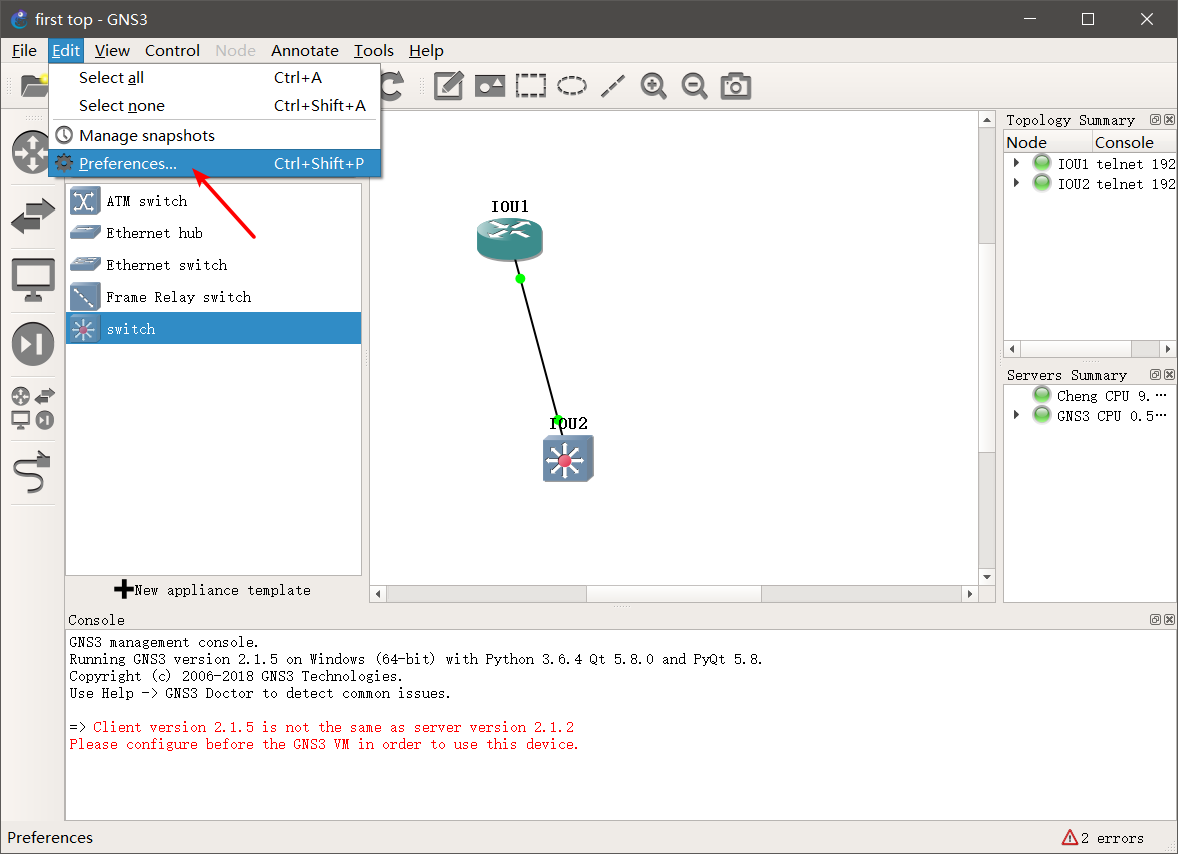 first top - GNS3
File Edit View Control Node Annotate Tools Help
Select all Ctrl+A
Select none Ctrl+Shift+A
Manage snapshots
Preferences... Ctrl+Shift+P
ATM switch
Ethernet hub
Ethernet switch
Frame Relay switch
switch
New appliance template
IOU1
IOU2
Topology Summary
Node Console
IOU1 telnet 192
IOU2 telnet 192
Servers Summary
Cheng CPU 9.…
GNS3 CPU 0.5…
Console
GNS3 management console.
Running GNS3 version 2.1.5 on Windows (64-bit) with Python 3.6.4 Qt 5.8.0 and PyQt 5.8.
Copyright (c) 2006-2018 GNS3 Technologies.
Use Help -> GNS3 Doctor to detect common issues.
=> Client version 2.1.5 is not the same as server version 2.1.2
Please configure before the GNS3 VM in order to use this device.
Preferences
2 errors